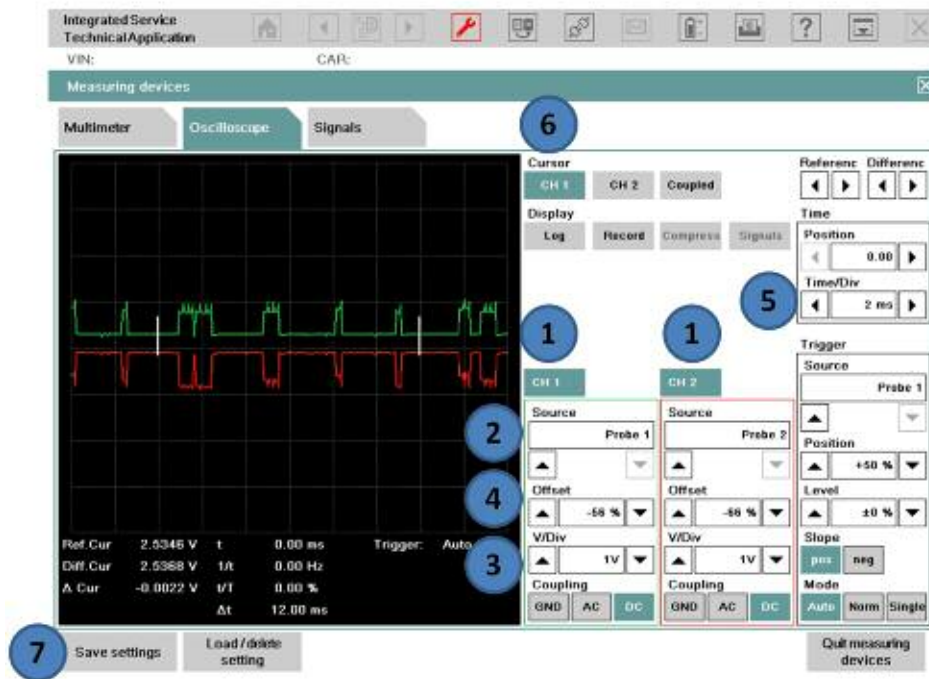 Integrated Service
Technical Application
?
VIN: CAR:
Measuring devices
Multimeter Oscilloscope Signals
6
Cursor
CH 1 CH 2 Coupled
Referenc Differenc
Display
Log Record Compress Signals
Time
Position
0.00
Time/Div
5
2 ms
1 1
CH 1 CH 2
Trigger
Source
Probe 1
Source Source
2
Probe 1 Probe 2
Position
+50 %
4
Offset Offset
-56 % -56 %
Level
±0 %
V/Div V/Div
3
1V 1V
Slope
pos neg
Coupling Coupling
GND AC DC GND AC DC
Mode
Auto Norm Single
Ref.Cur 2.5346 V t 0.00 ms Trigger: Auto
Diff.Cur 2.5368 V 1/t 0.00 Hz
Δ Cur -0.0022 V t/T 0.00 %
Δt 12.00 ms
7
Save settings
Load / delete
setting
Quit measuring
devices